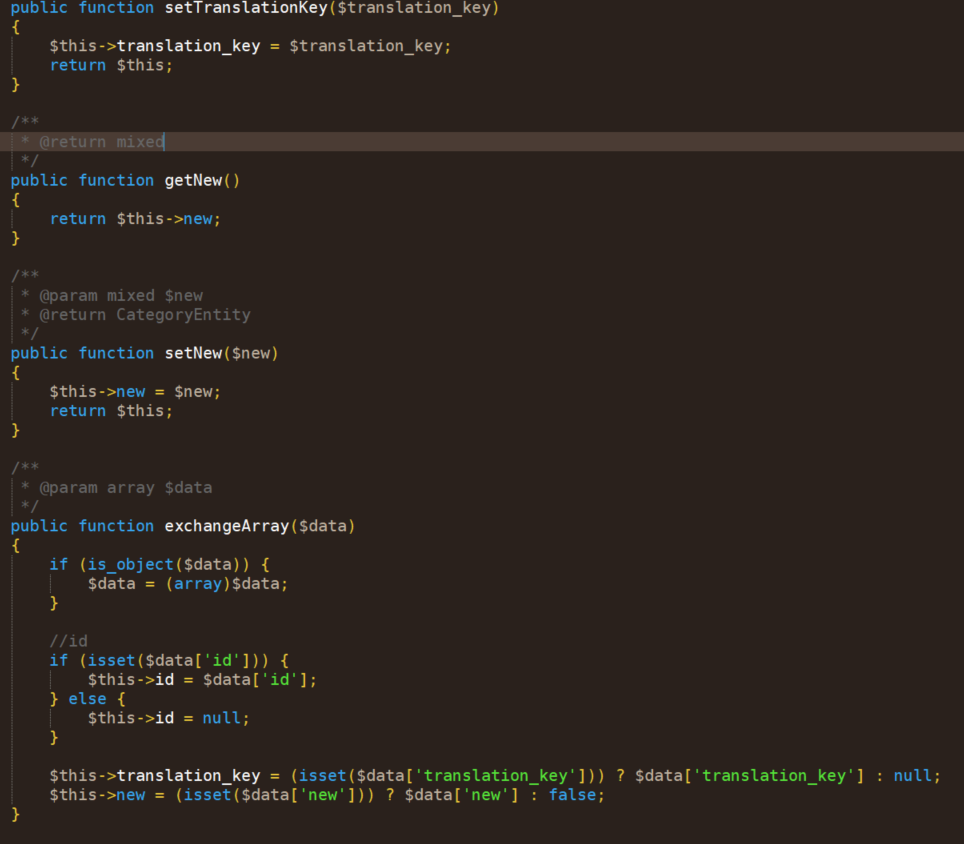 public function setTranslationKey($translation_key)
{
    $this->translation_key = $translation_key;
    return $this;
}

/**
 * @return mixed
 */
public function getNew()
{
    return $this->new;
}

/**
 * @param mixed $new
 * @return CategoryEntity
 */
public function setNew($new)
{
    $this->new = $new;
    return $this;
}

/**
 * @param array $data
 */
public function exchangeArray($data)
{
    if (is_object($data)) {
        $data = (array)$data;
    }

    //id
    if (isset($data['id'])) {
        $this->id = $data['id'];
    } else {
        $this->id = null;
    }

    $this->translation_key = (isset($data['translation_key'])) ? $data['translation_key'] : null;
    $this->new = (isset($data['new'])) ? $data['new'] : false;
}